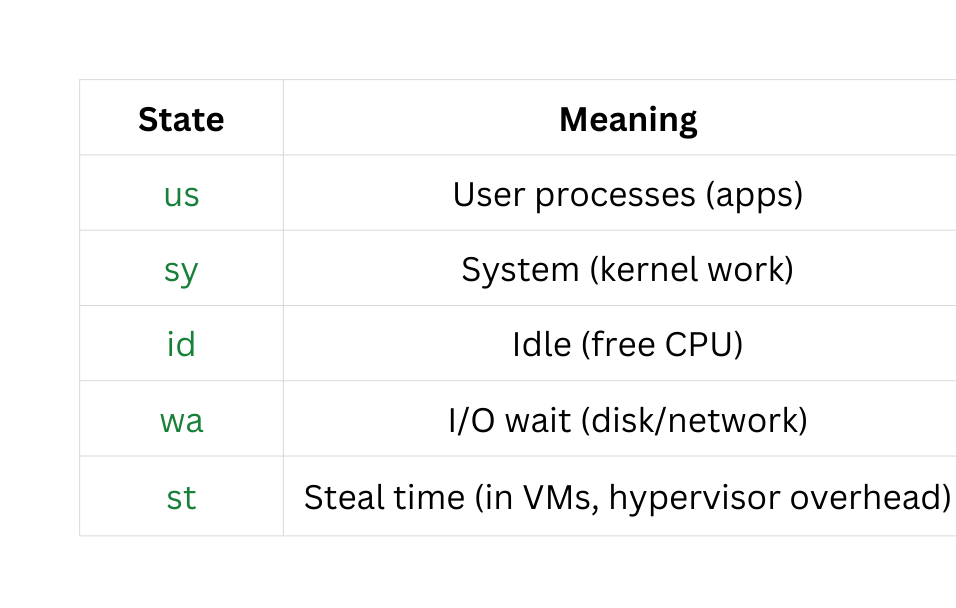 State Meaning
us User processes (apps)
sy System (kernel work)
id Idle (free CPU)
wa I/O wait (disk/network)
st Steal time (in VMs, hypervisor overhead)